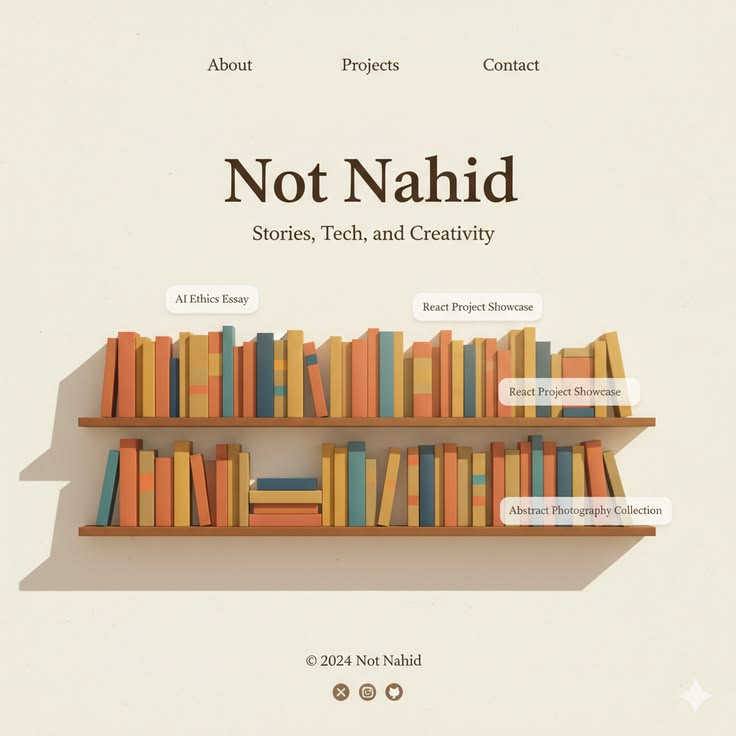 About
Projects
Contact
Not Nahid
Stories, Tech, and Creativity
AI Ethics Essay
React Project Showcase
React Project Showcase
Abstract Photography Collection
© 2024 Not Nahid